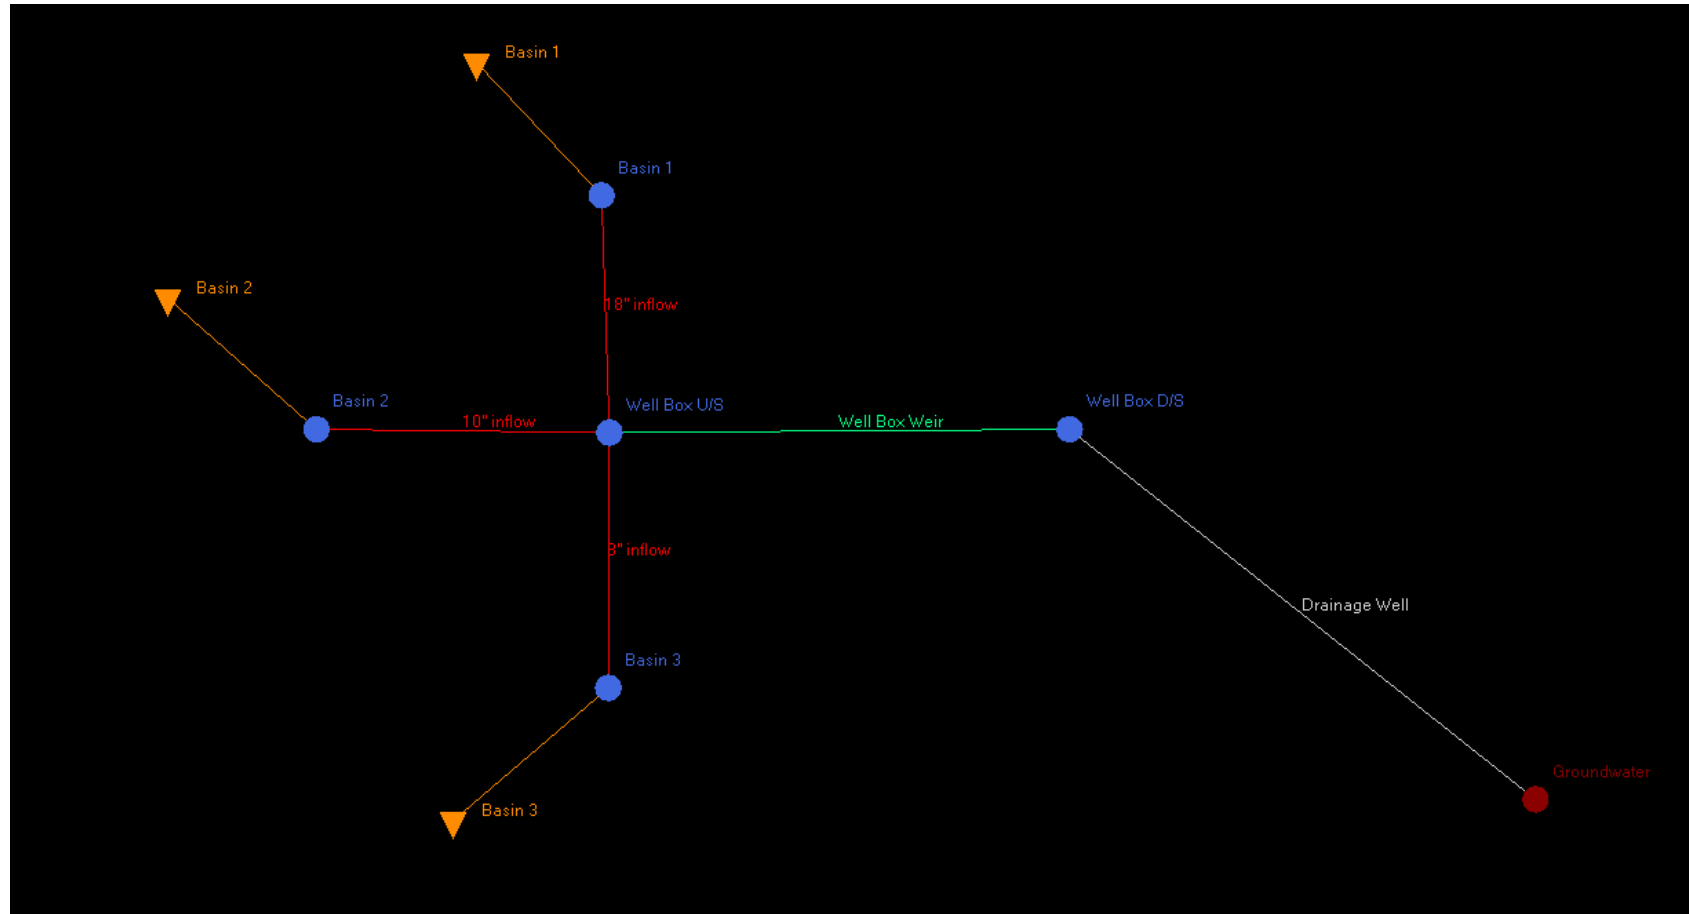 Basin 1
Basin 1
Basin 2
18" inflow
Basin 2
Well Box U/S
Well Box D/S
10" inflow
Well Box Weir
8" inflow
Drainage Well
Basin 3
Groundwater
Basin 3